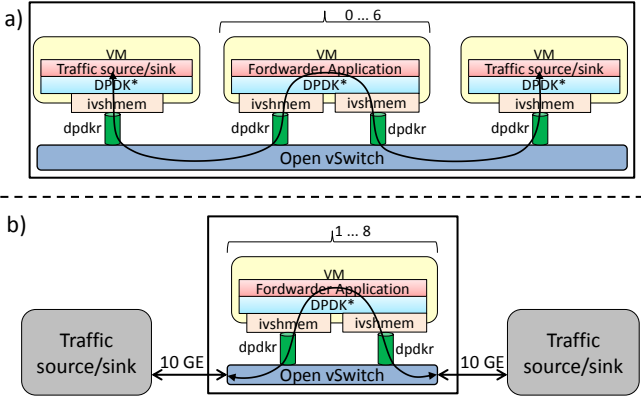 a)
0 ... 6
VM
VM
VM
Traffic source/sink
Fordwarder Application
Traffic source/sink
DPDK*
DPDK*
DPDK*
ivshmem
ivshmem
ivshmem
ivshmem
dpdkr
dpdkr
dpdkr
dpdkr
Open vSwitch
b)
1 ... 8
VM
Fordwarder Application
DPDK*
ivshmem
ivshmem
Traffic
source/sink
10 GE
dpdkr
dpdkr
10 GE
Traffic
source/sink
Open vSwitch